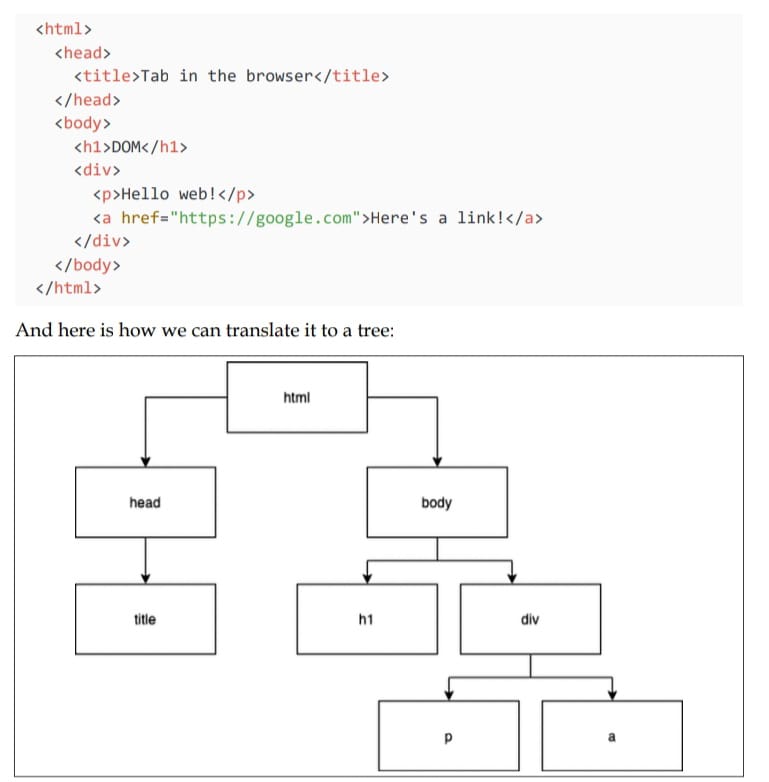 <html>
  <head>
    <title>Tab in the browser</title>
  </head>
  <body>
    <h1>DOM</h1>
    <div>
      <p>Hello web!</p>
      <a href="https://google.com">Here's a link!</a>
    </div>
  </body>
</html>
And here is how we can translate it to a tree:
html
head
body
title
h1
div
p
a